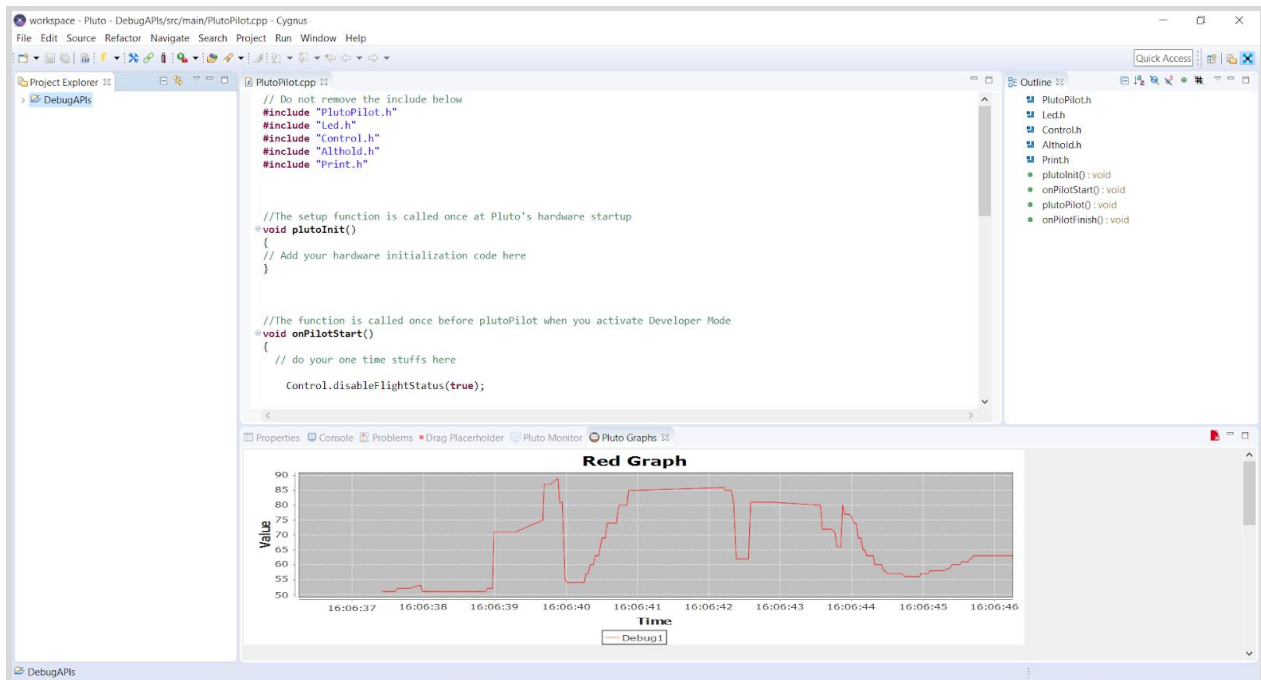 workspace - Pluto - DebugAPIs/src/main/PlutoPilot.cpp - Cygnus
File Edit Source Refactor Navigate Search Project Run Window Help
Quick Access
Project Explorer
DebugAPIs
PlutoPilot.cpp
// Do not remove the include below
#include "PlutoPilot.h"
#include "Led.h"
#include "Control.h"
#include "Althold.h"
#include "Print.h"
//The setup function is called once at Pluto's hardware startup
void plutoInit()
{
// Add your hardware initialization code here
}
//The function is called once before plutoPilot when you activate Developer Mode
void onPilotStart()
{
// do your one time stuffs here
Control.disableFlightStatus(true);
Outline
PlutoPilot.h
Led.h
Control.h
Althold.h
Print.h
plutoInit() : void
onPilotStart() : void
plutoPilot() : void
onPilotFinish() : void
Properties Console Problems Drag Placerholder Pluto Monitor Pluto Graphs
Red Graph
Value
90
85
80
75
70
65
60
55
50
16:06:37 16:06:38 16:06:39 16:06:40 16:06:41 16:06:42 16:06:43 16:06:44 16:06:45 16:06:46
Time
Debug1
DebugAPIs